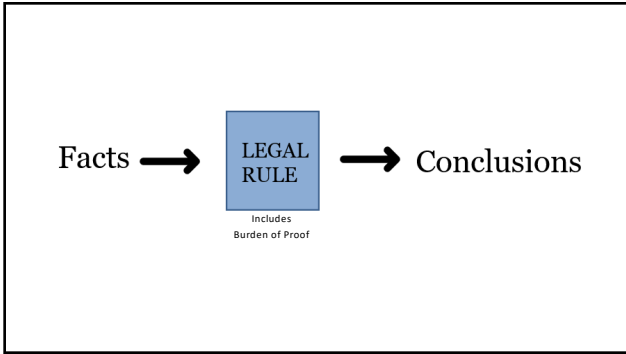 Facts
LEGAL
RULE
Includes
Burden of Proof
Conclusions